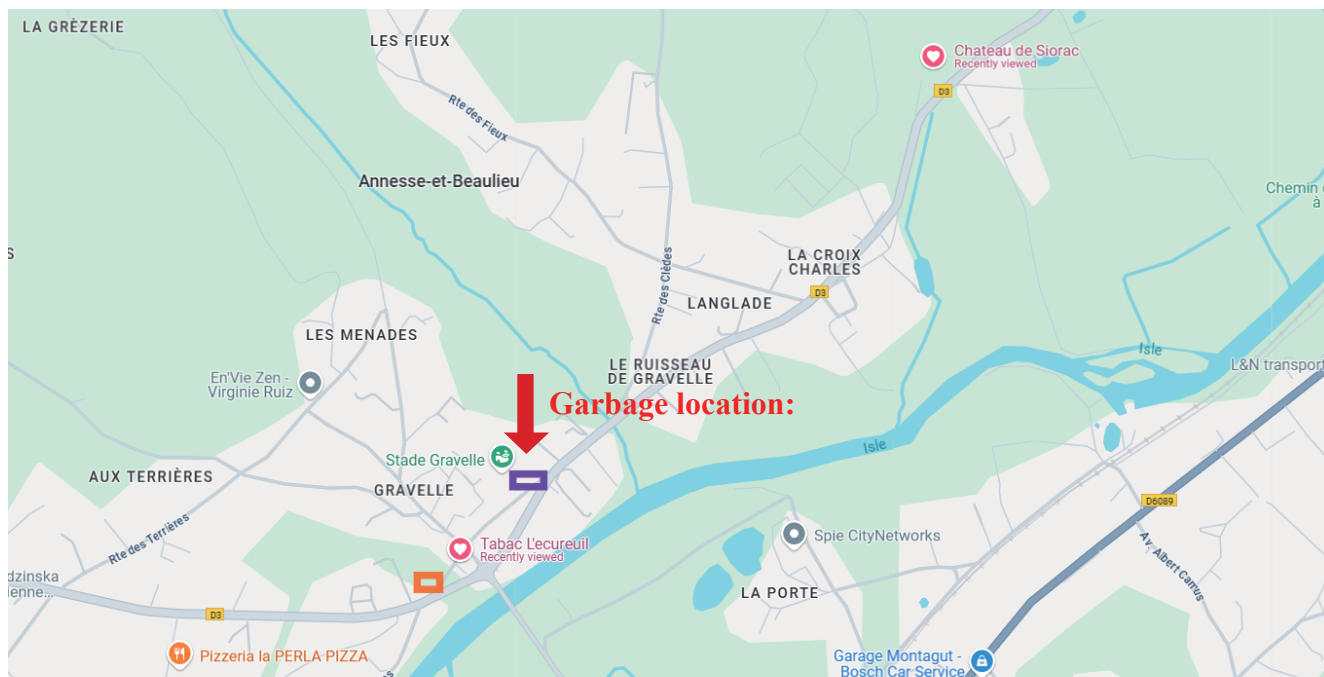 LA GRÈZERIE
LES FIEUX
Chateau de Siorac
Recently viewed
D3
Rte des Fieux
Annesse-et-Beaulieu
Chemin
à
S
LA CROIX
CHARLES
D3
Rte des Clèdes
LANGLADE
LES MENADES
Isle
LE RUISSEAU
DE GRAVELLE
L&N transport
En'Vie Zen -
Virginie Ruiz
Garbage location:
Isle
Stade Gravelle
AUX TERRIÈRES
GRAVELLE
D6089
Rte des Terrières
Tabac L'ecureuil
Recently viewed
Spie CityNetworks
Av. Albert Camus
dzinska
ienne...
LA PORTE
D3
Pizzeria la PERLA PIZZA
Garage Montagut -
Bosch Car Service